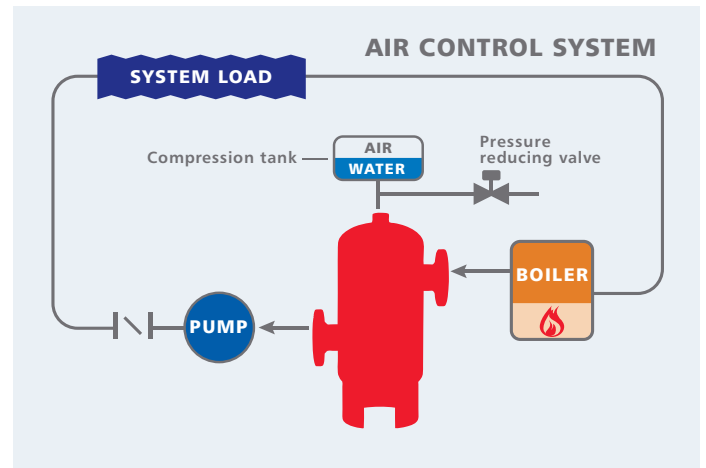 AIR CONTROL SYSTEM
SYSTEM LOAD
Compression tank
AIR
WATER
Pressure
reducing valve
BOILER
PUMP